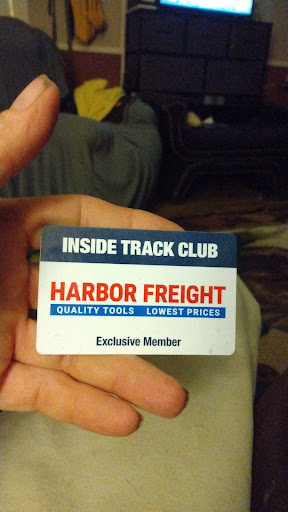 INSIDE TRACK CLUB
HARBOR FREIGHT
QUALITY TOOLS LOWEST PRICES
Exclusive Member